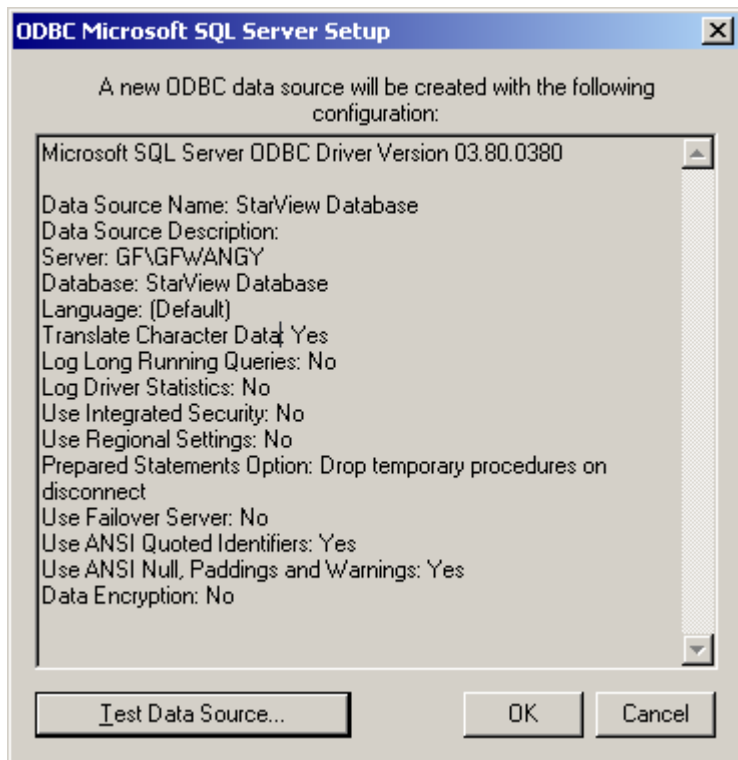 ODBC Microsoft SQL Server Setup
A new ODBC data source will be created with the following
configuration:
Microsoft SQL Server ODBC Driver Version 03.80.0380
Data Source Name: StarView Database
Data Source Description:
Server: GF\GFWANGY
Database: StarView Database
Language: (Default)
Translate Character Data: Yes
Log Long Running Queries: No
Log Driver Statistics: No
Use Integrated Security: No
Use Regional Settings: No
Prepared Statements Option: Drop temporary procedures on
disconnect
Use Failover Server: No
Use ANSI Quoted Identifiers: Yes
Use ANSI Null, Paddings and Warnings: Yes
Data Encryption: No
Test Data Source... OK Cancel